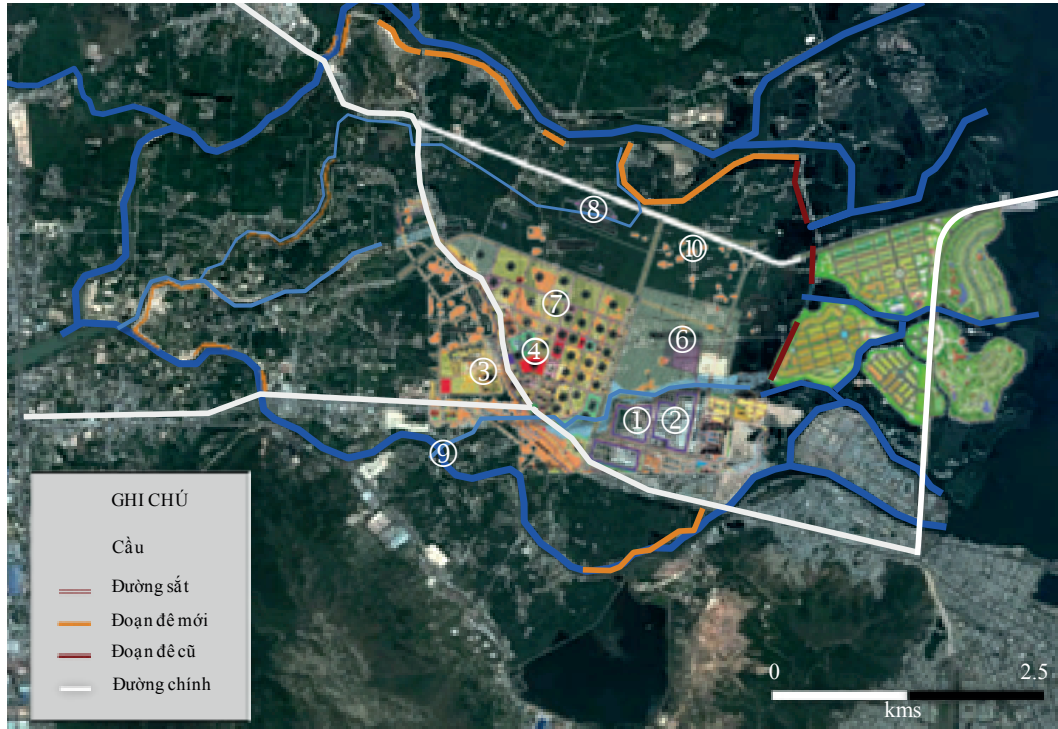 ⑧
⑩
⑦
⑥
④
③
①
②
⑨
GHI CHÚ
Cầu
Đường sắt
Đoạn đê mới
Đoạn đê cũ
Đường chính
0
2.5
kms